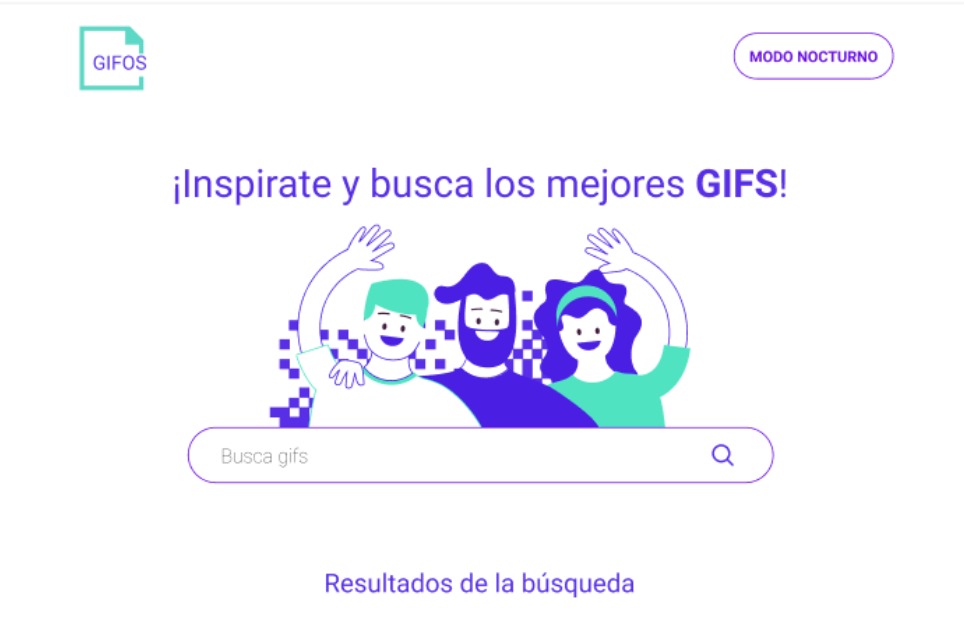 GIFOS
MODO NOCTURNO
¡Inspirate y busca los mejores GIFS!
Busca gifs
Resultados de la búsqueda